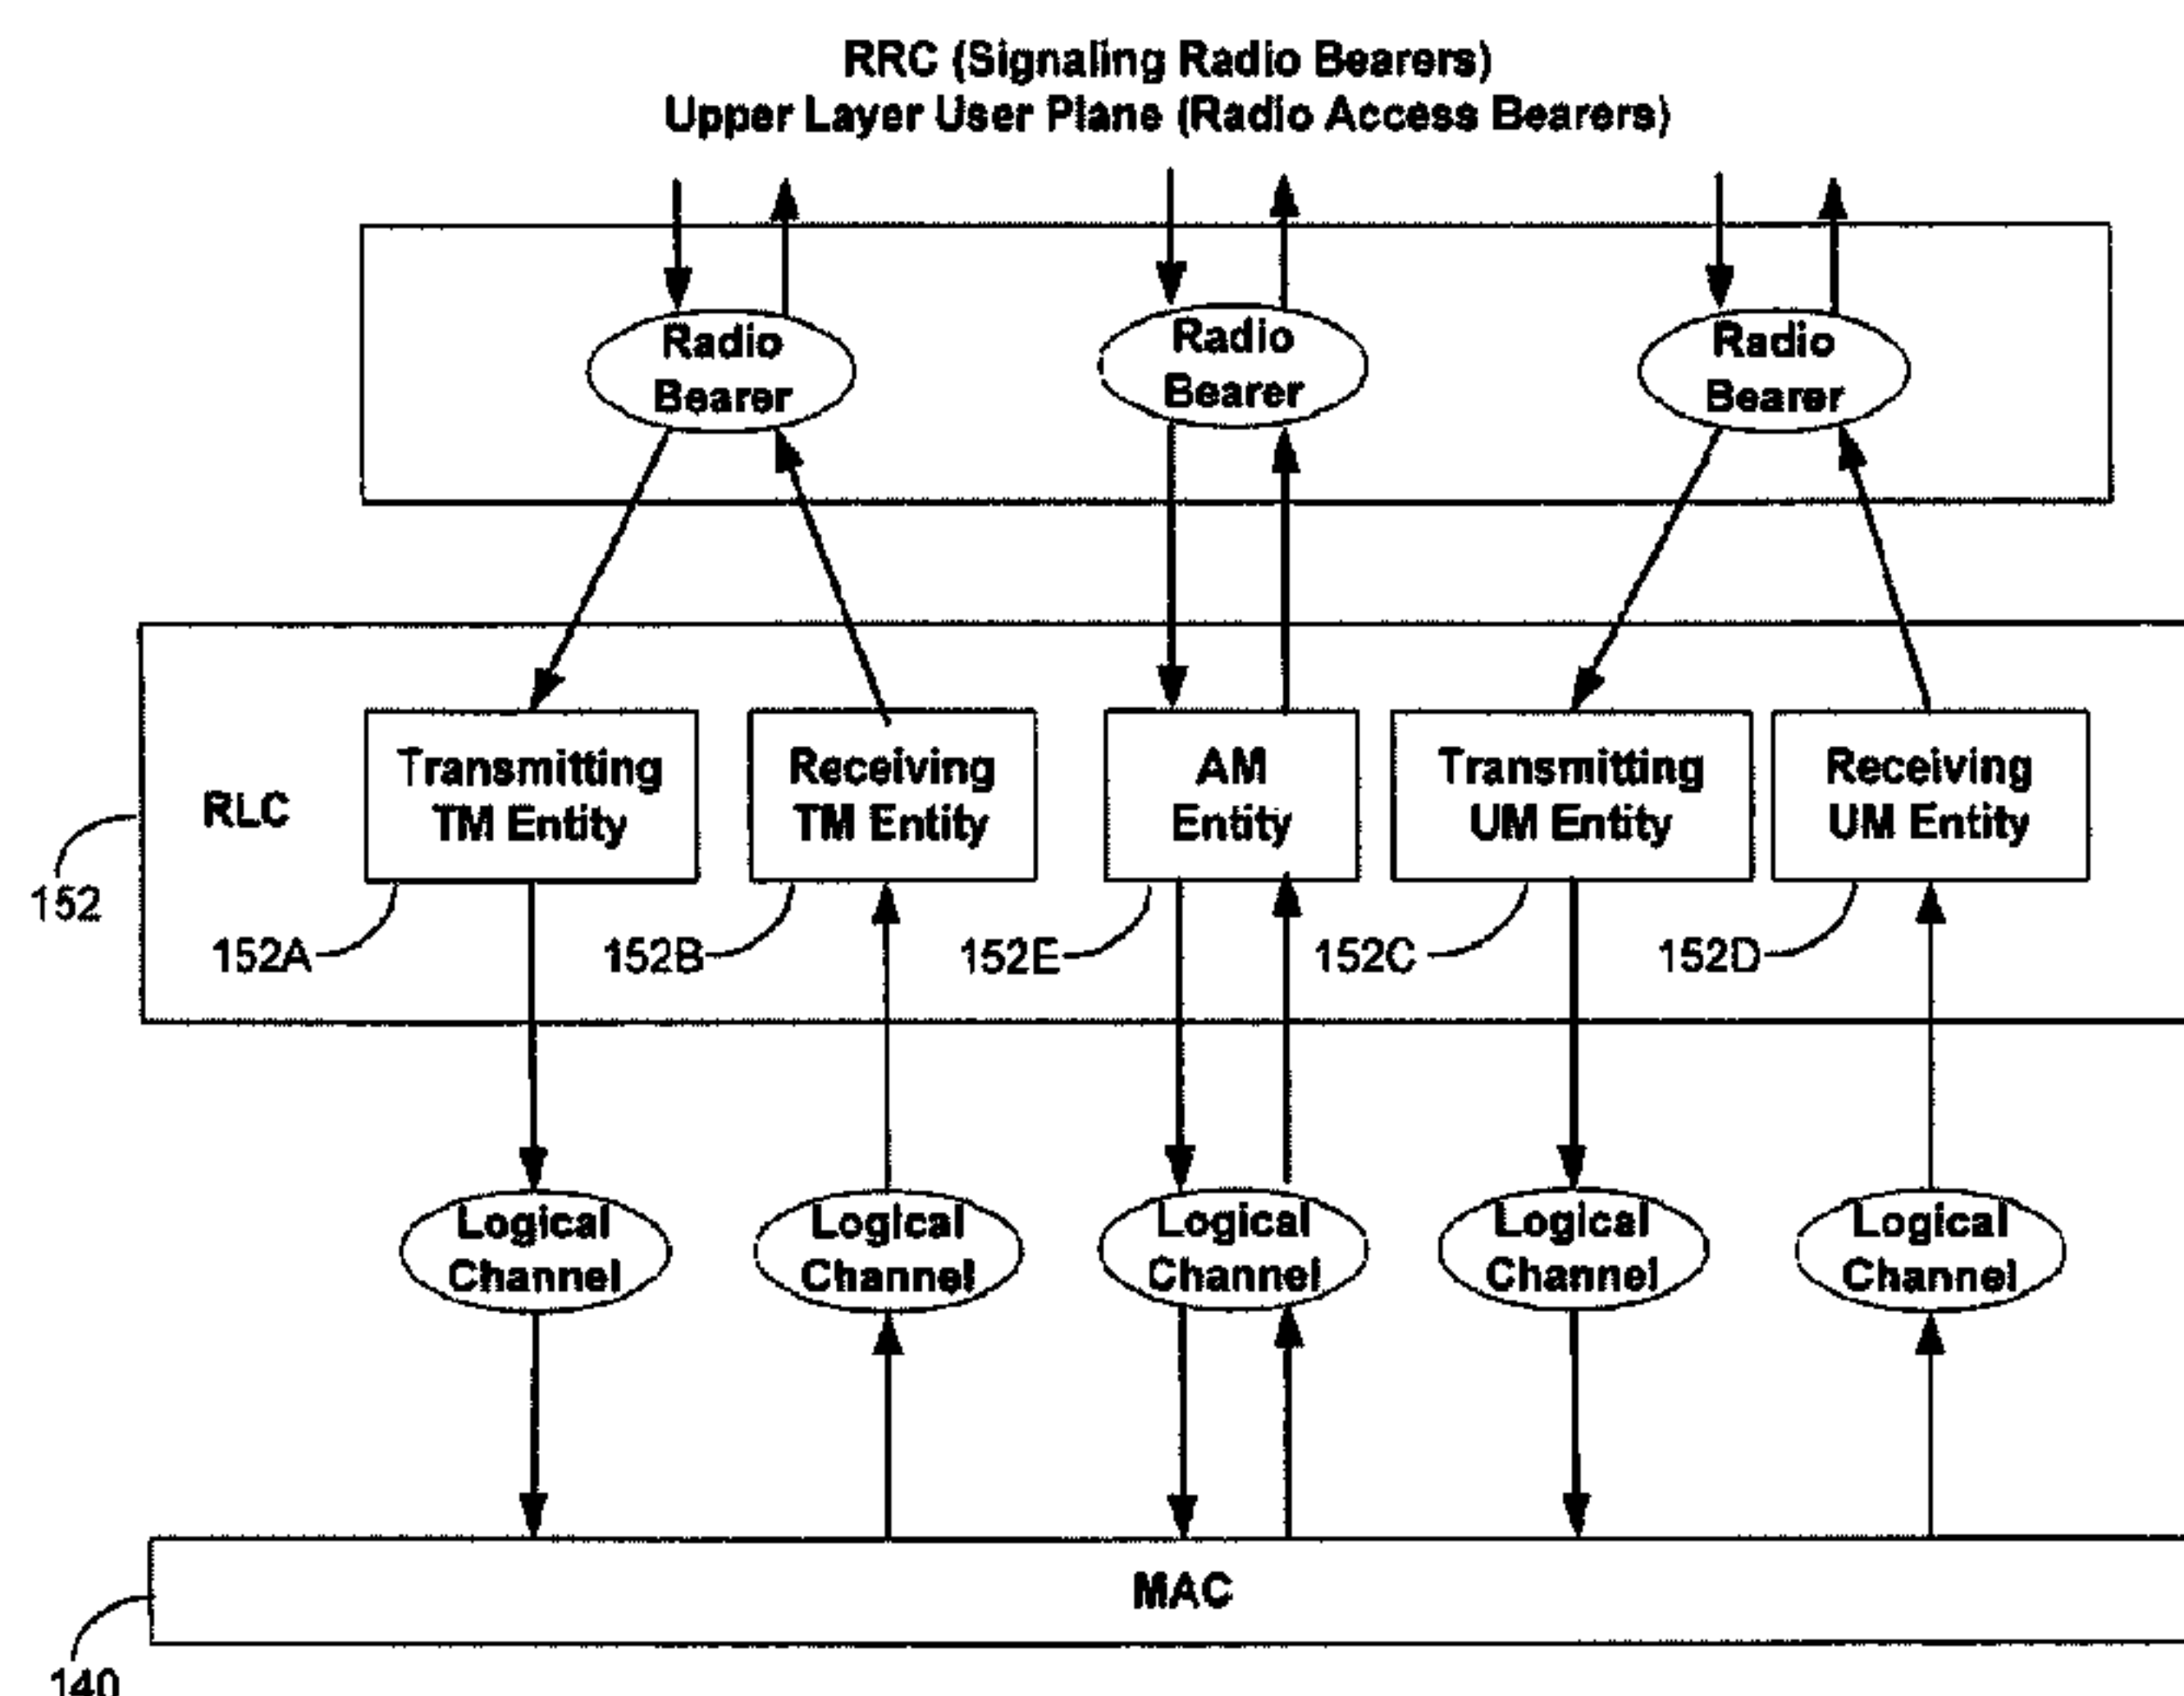 RRC (Signaling Radio Bearers)
Upper Layer User Plane (Radio Access Bearers)
Radio
Bearer
Radio
Bearer
Radio
Bearer
RLC
Transmitting
TM Entity
Receiving
TM Entity
AM
Entity
Transmitting
UM Entity
Receiving
UM Entity
152
152A
152B
152E
152C
152D
Logical
Channel
Logical
Channel
Logical
Channel
Logical
Channel
Logical
Channel
MAC
140